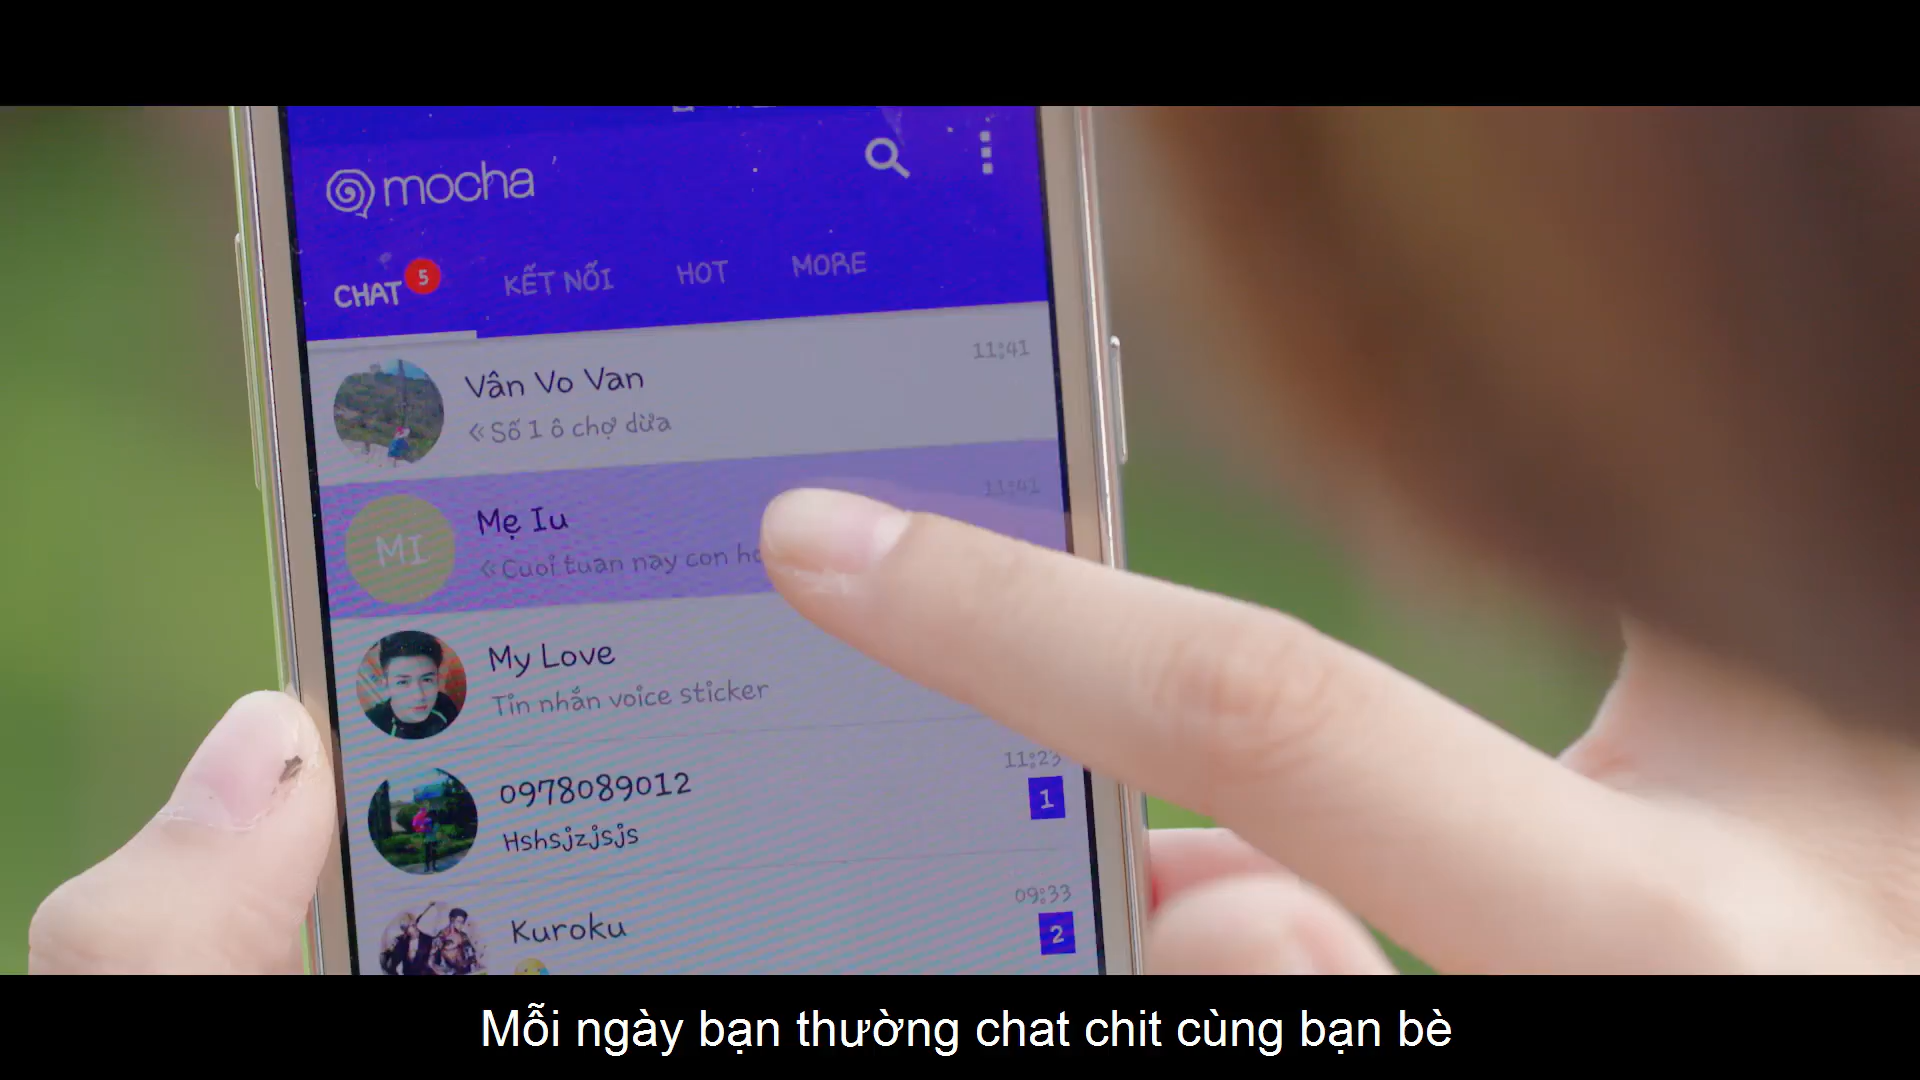 mocha
CHAT 5 KẾT NỐI HOT MORE
Vân Vo Van 11:41
«Số 1 ô chợ dừa
Mẹ Iu 11:41
MI
«Cuoi tuan nay con
My Love
Tin nhắn voice sticker
0978089012 11:23
Hshsjzjsjs 1
Kuroku 09:33
2
Mỗi ngày bạn thường chat chit cùng bạn bè